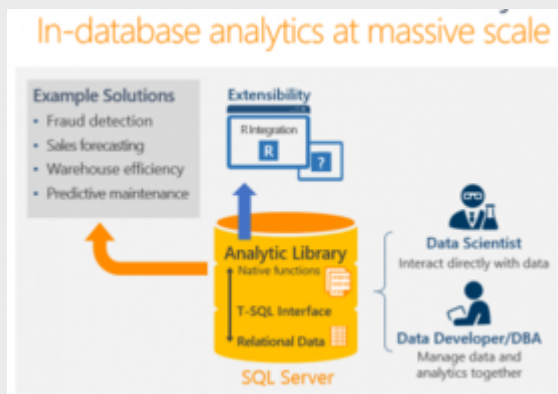 In-database analytics at massive scale
Example Solutions
• Fraud detection
• Sales forecasting
• Warehouse efficiency
• Predictive maintenance
Extensibility
R Integration
R
?
Analytic Library
Native functions
T-SQL Interface
Relational Data
SQL Server
Data Scientist
Interact directly with data
Data Developer/DBA
Manage data and
analytics together